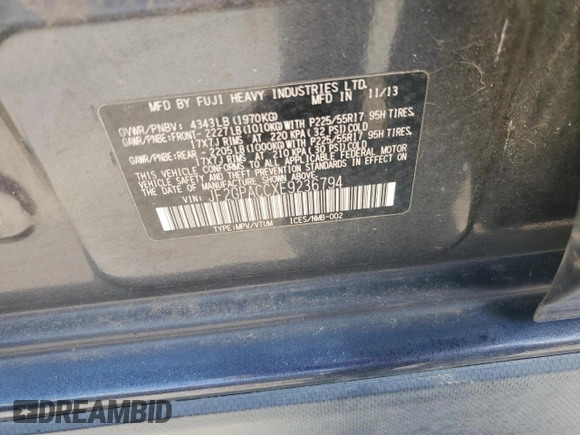 MFD BY FUJI HEAVY INDUSTRIES LTD.
MFD IN 11/13
GVWR/PNBV: 4343LB(1970KG)
GAWR/PNBE:FRONT- 2227LB(1010KG)WITH P225/55R17 95H TIRES.
17X7J RIMS AT 220 KPA(32 PSI)COLD
GAWR/PNBE:REAR - 2205LB(1000KG)WITH P225/55R17 95H TIRES.
17X7J RIMS AT 210 KPA(30 PSI)COLD
THIS VEHICLE CONFORMS TO ALL APPLICABLE FEDERAL MOTOR
VEHICLE SAFETY AND THEFT PREVENTION STANDARDS IN EFFECT
ON THE DATE OF MANUFACTURE SHOWN ABOVE.
VIN: JF2GPACCXE9236794
TYPE:MPV/VTUM ICES/NMB-002
DREAMBID